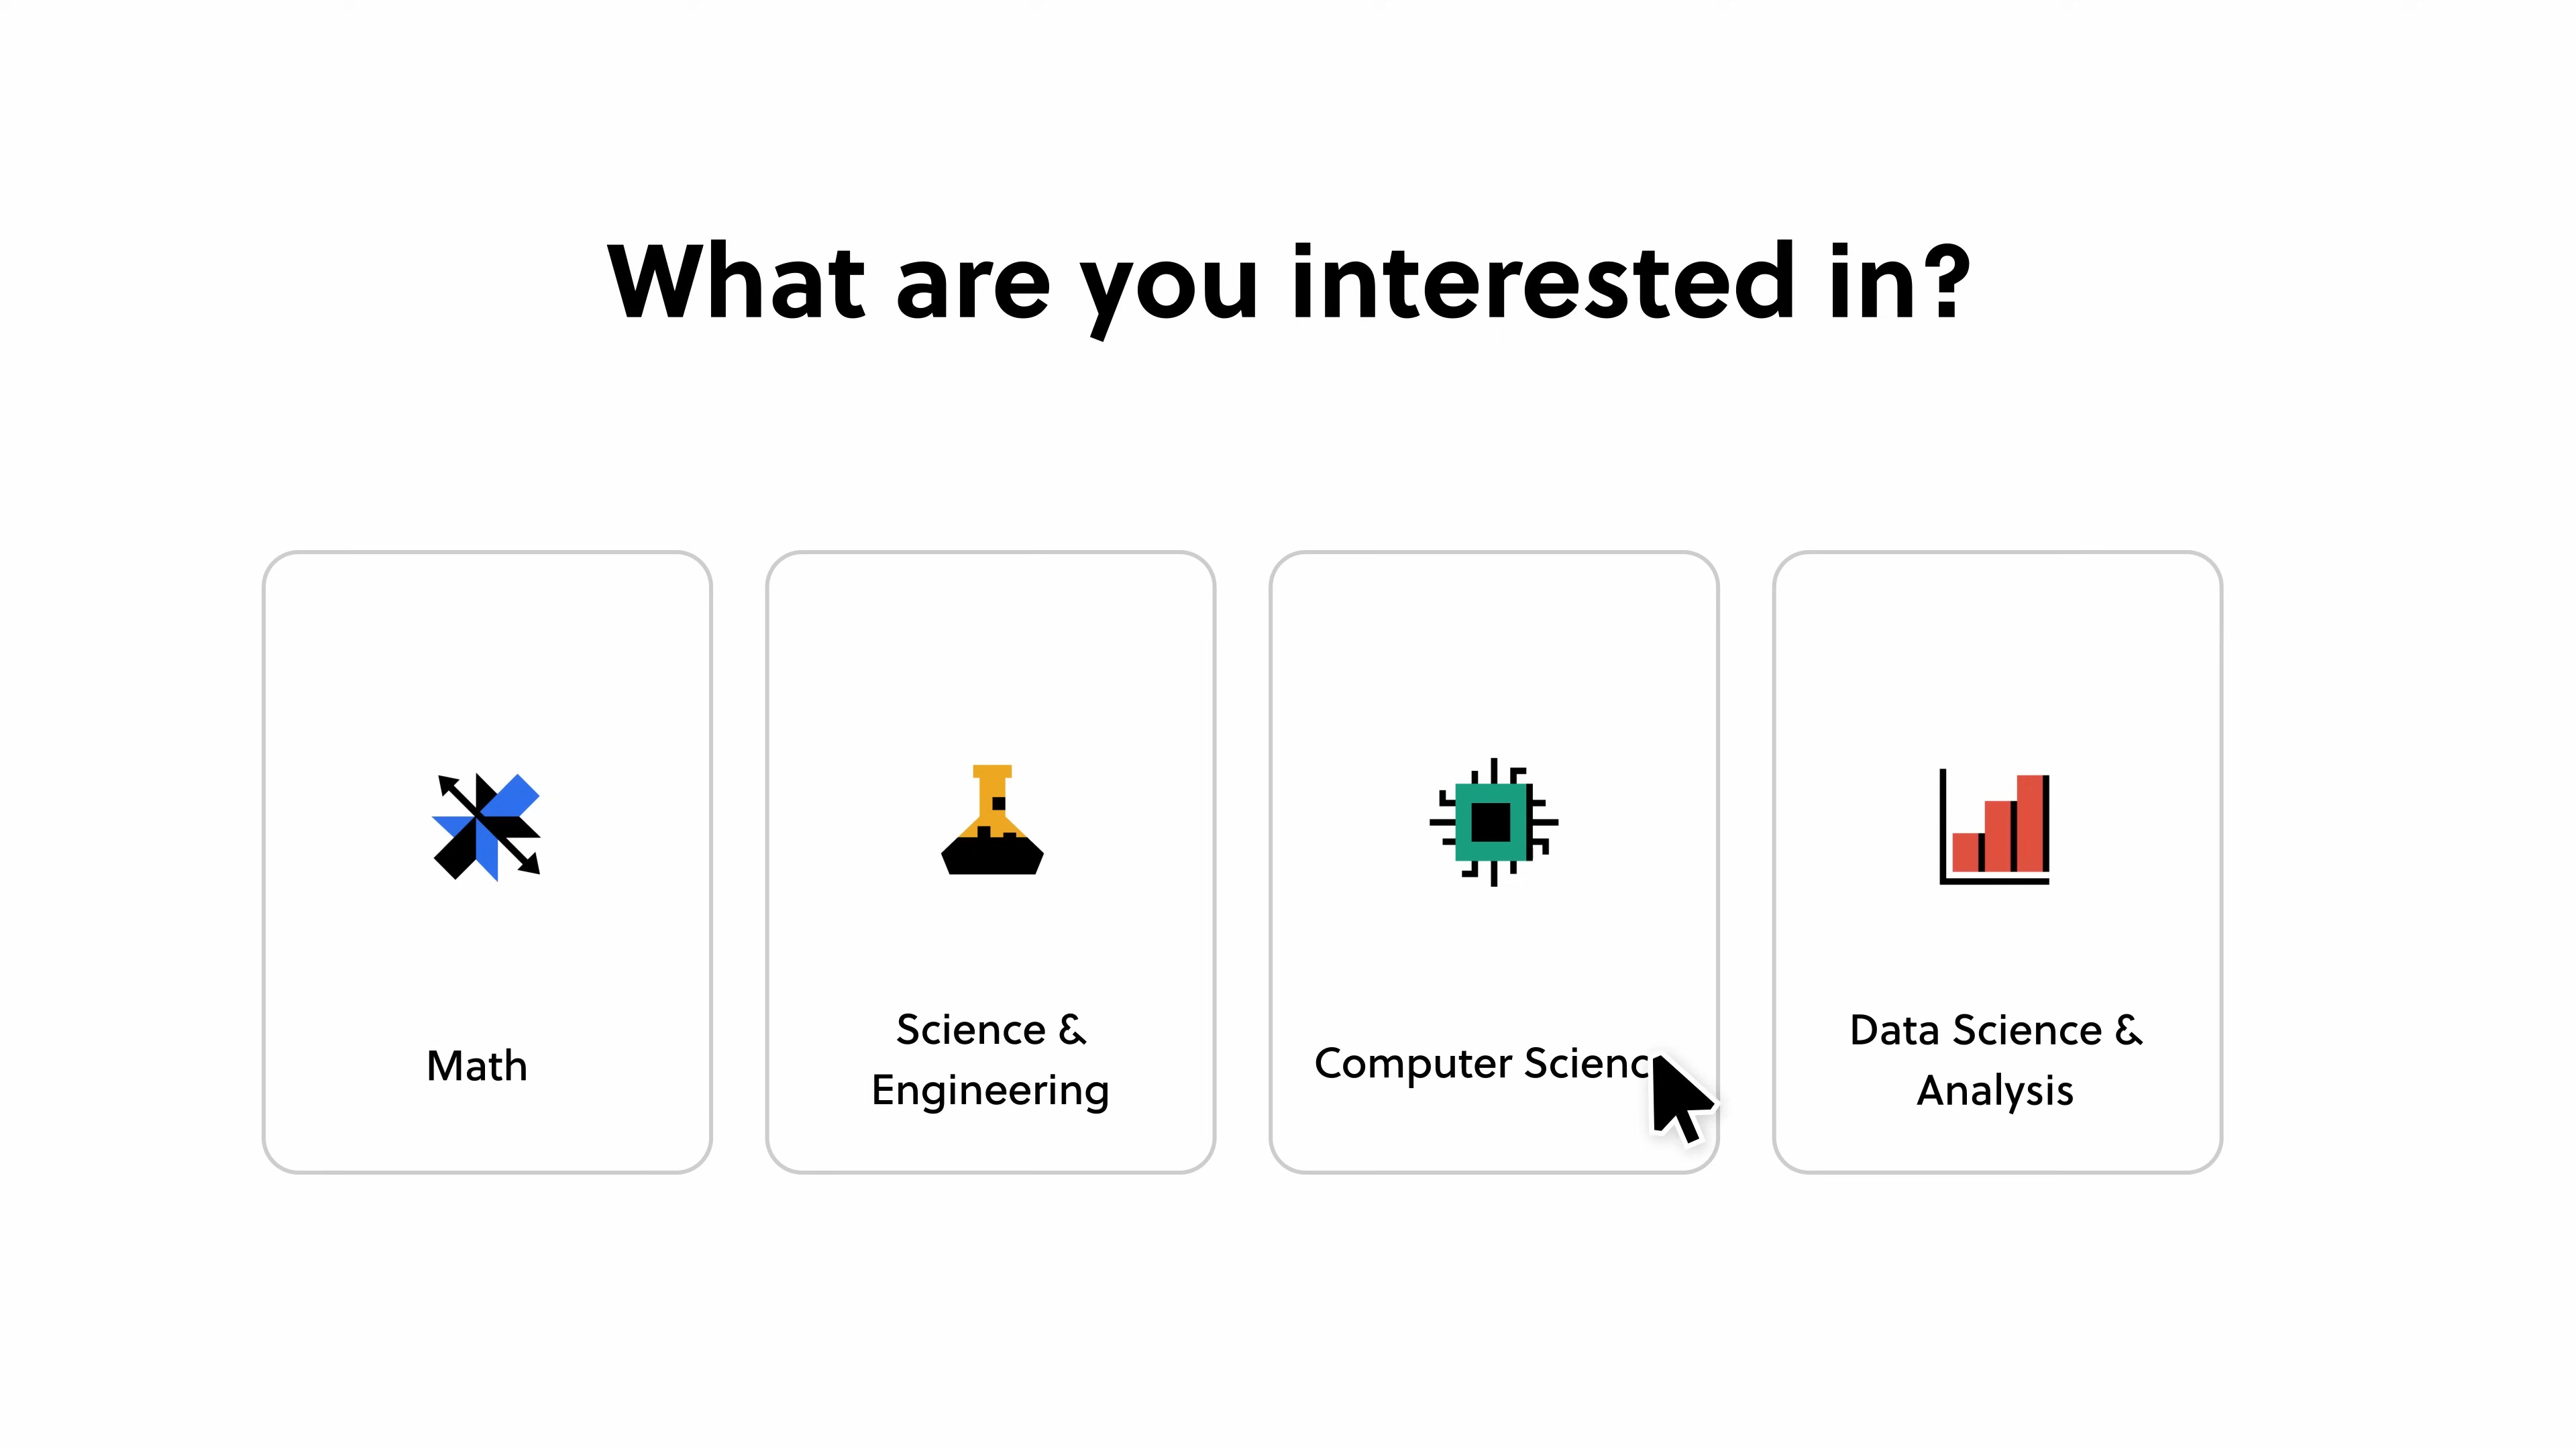 What are you interested in?
Math
Science &
Engineering
Computer Scienc
Data Science &
Analysis